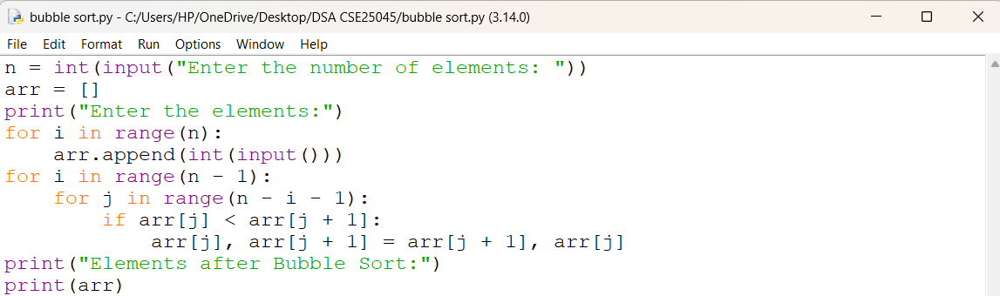 bubble sort.py - C:/Users/HP/OneDrive/Desktop/DSA CSE25045/bubble sort.py (3.14.0)
File Edit Format Run Options Window Help
n = int(input("Enter the number of elements: "))
arr = []
print("Enter the elements:")
for i in range(n):
    arr.append(int(input()))
for i in range(n - 1):
    for j in range(n - i - 1):
        if arr[j] < arr[j + 1]:
            arr[j], arr[j + 1] = arr[j + 1], arr[j]
print("Elements after Bubble Sort:")
print(arr)